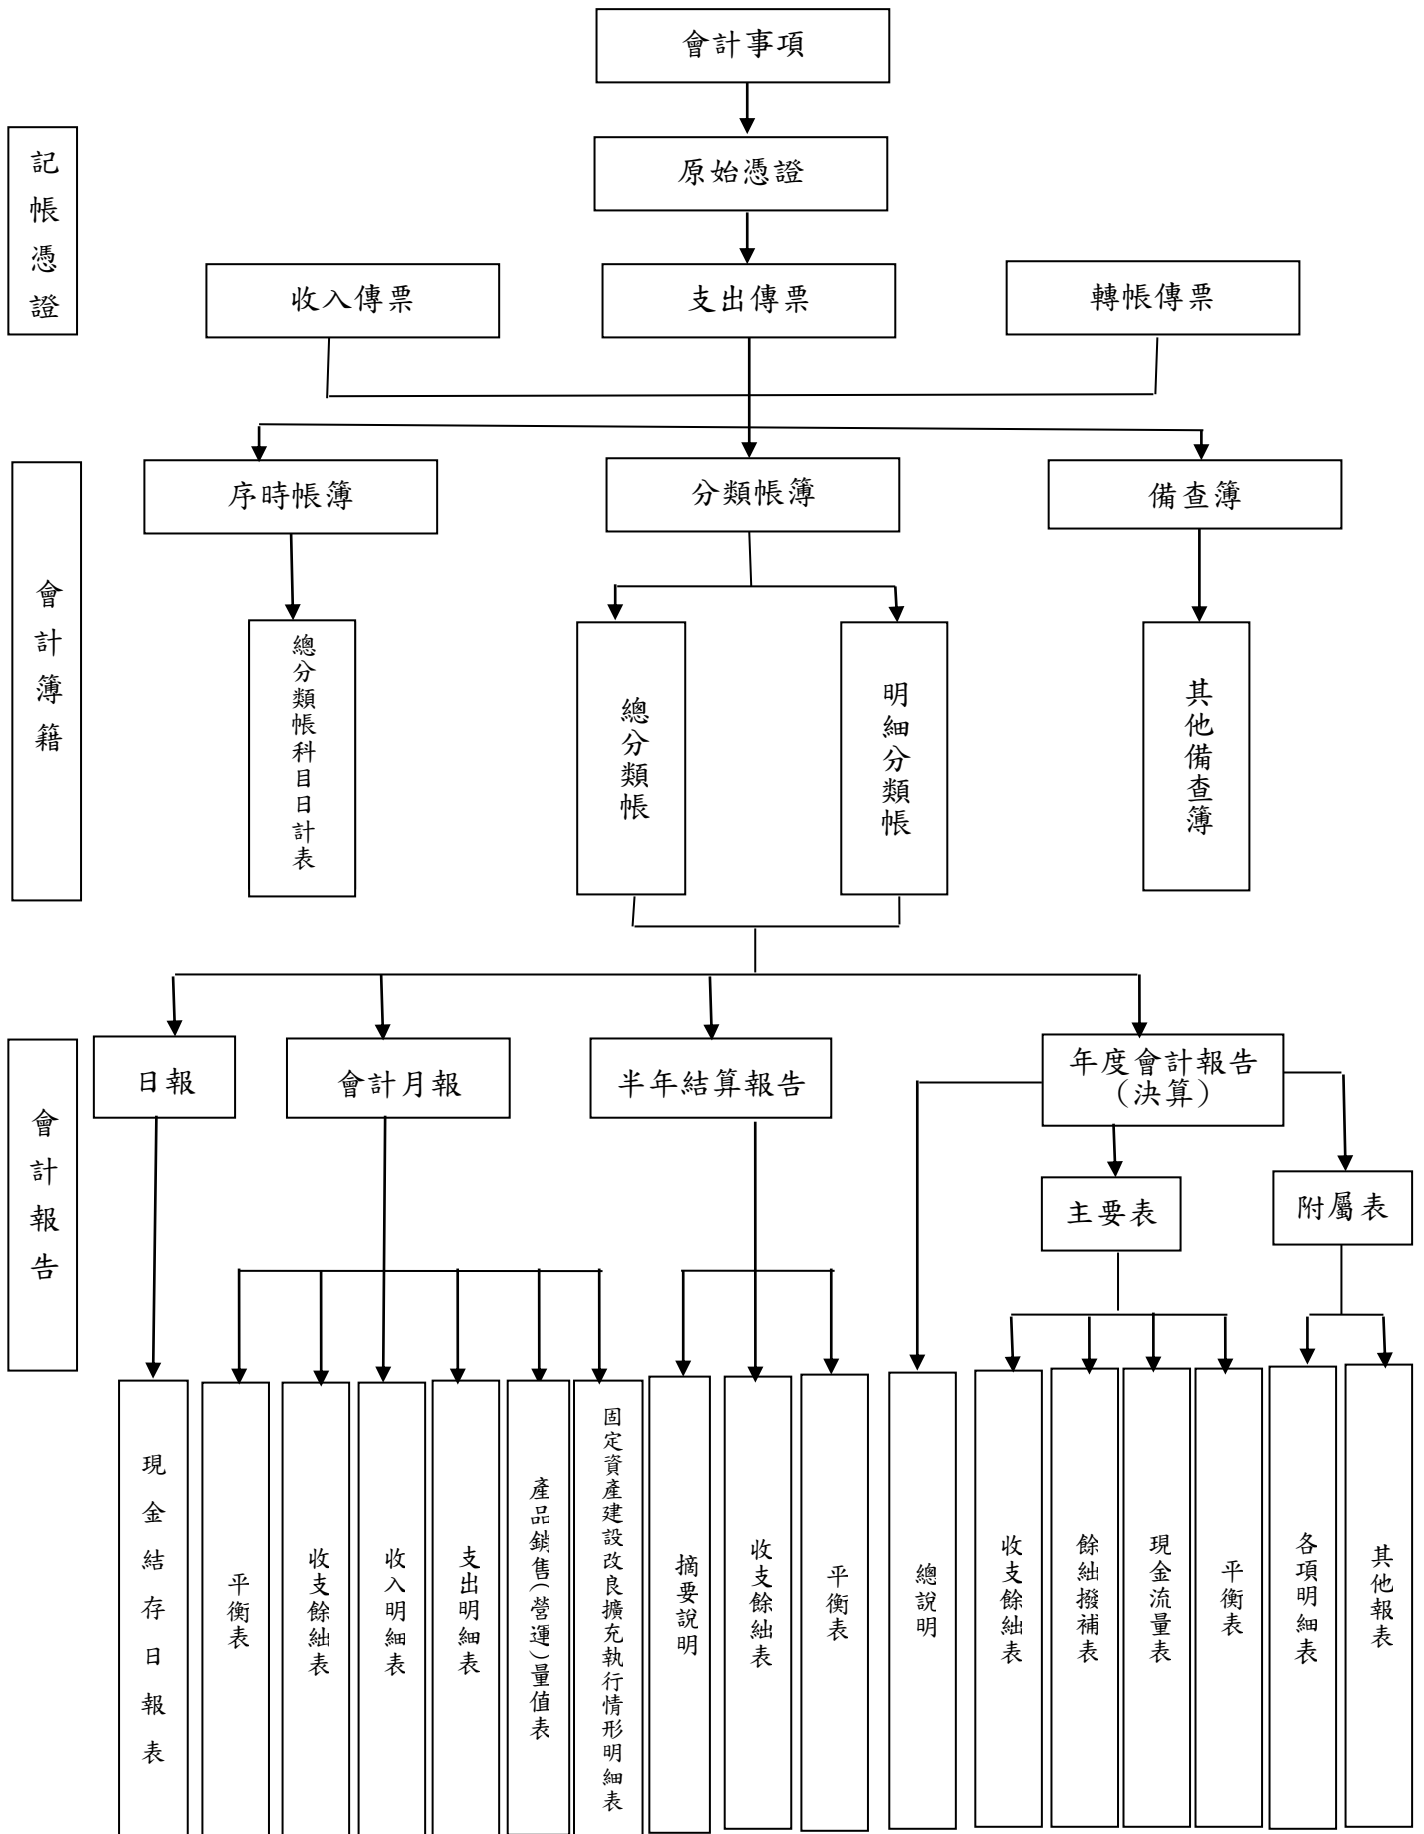 會計事項
記帳憑證
原始憑證
收入傳票
支出傳票
轉帳傳票
會計簿籍
序時帳簿
分類帳簿
備查簿
總分類帳科目日計表
總分類帳
明細分類帳
其他備查簿
會計報告
日報
會計月報
半年結算報告
年度會計報告
（決算）
主要表
附屬表
現金結存日報表
平衡表
收支餘絀表
收入明細表
支出明細表
產品銷售(營運)量值表
固定資產建設改良擴充執行情形明細表
摘要說明
收支餘絀表
平衡表
總說明
收支餘絀表
餘絀撥補表
現金流量表
平衡表
各項明細表
其他報表